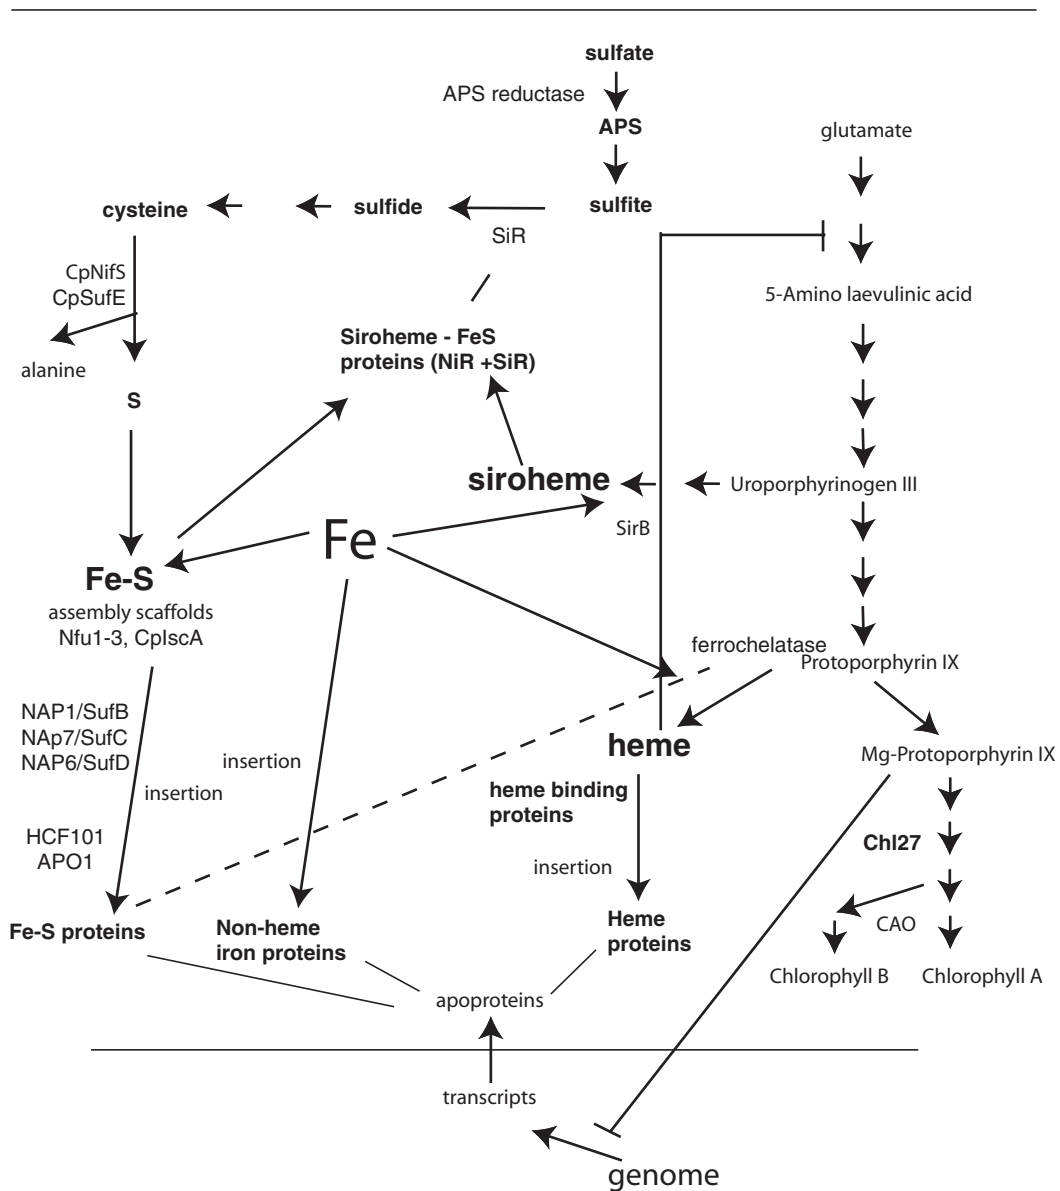 sulfate
APS reductase
APS
glutamate
cysteine
sulfide
sulfite
SiR
CpNifS
CpSufE
5-Amino laevulinic acid
Siroheme - FeS
proteins (NiR +SiR)
alanine
S
siroheme
Uroporphyrinogen III
SirB
Fe
Fe-S
assembly scaffolds
Nfu1-3, CpIscA
ferrochelatase
Protoporphyrin IX
NAP1/SufB
NAp7/SufC
NAP6/SufD
insertion
insertion
heme
Mg-Protoporphyrin IX
heme binding
proteins
HCF101
APO1
Chl27
insertion
Fe-S proteins
Non-heme
iron proteins
Heme
proteins
CAO
Chlorophyll B
Chlorophyll A
apoproteins
transcripts
genome